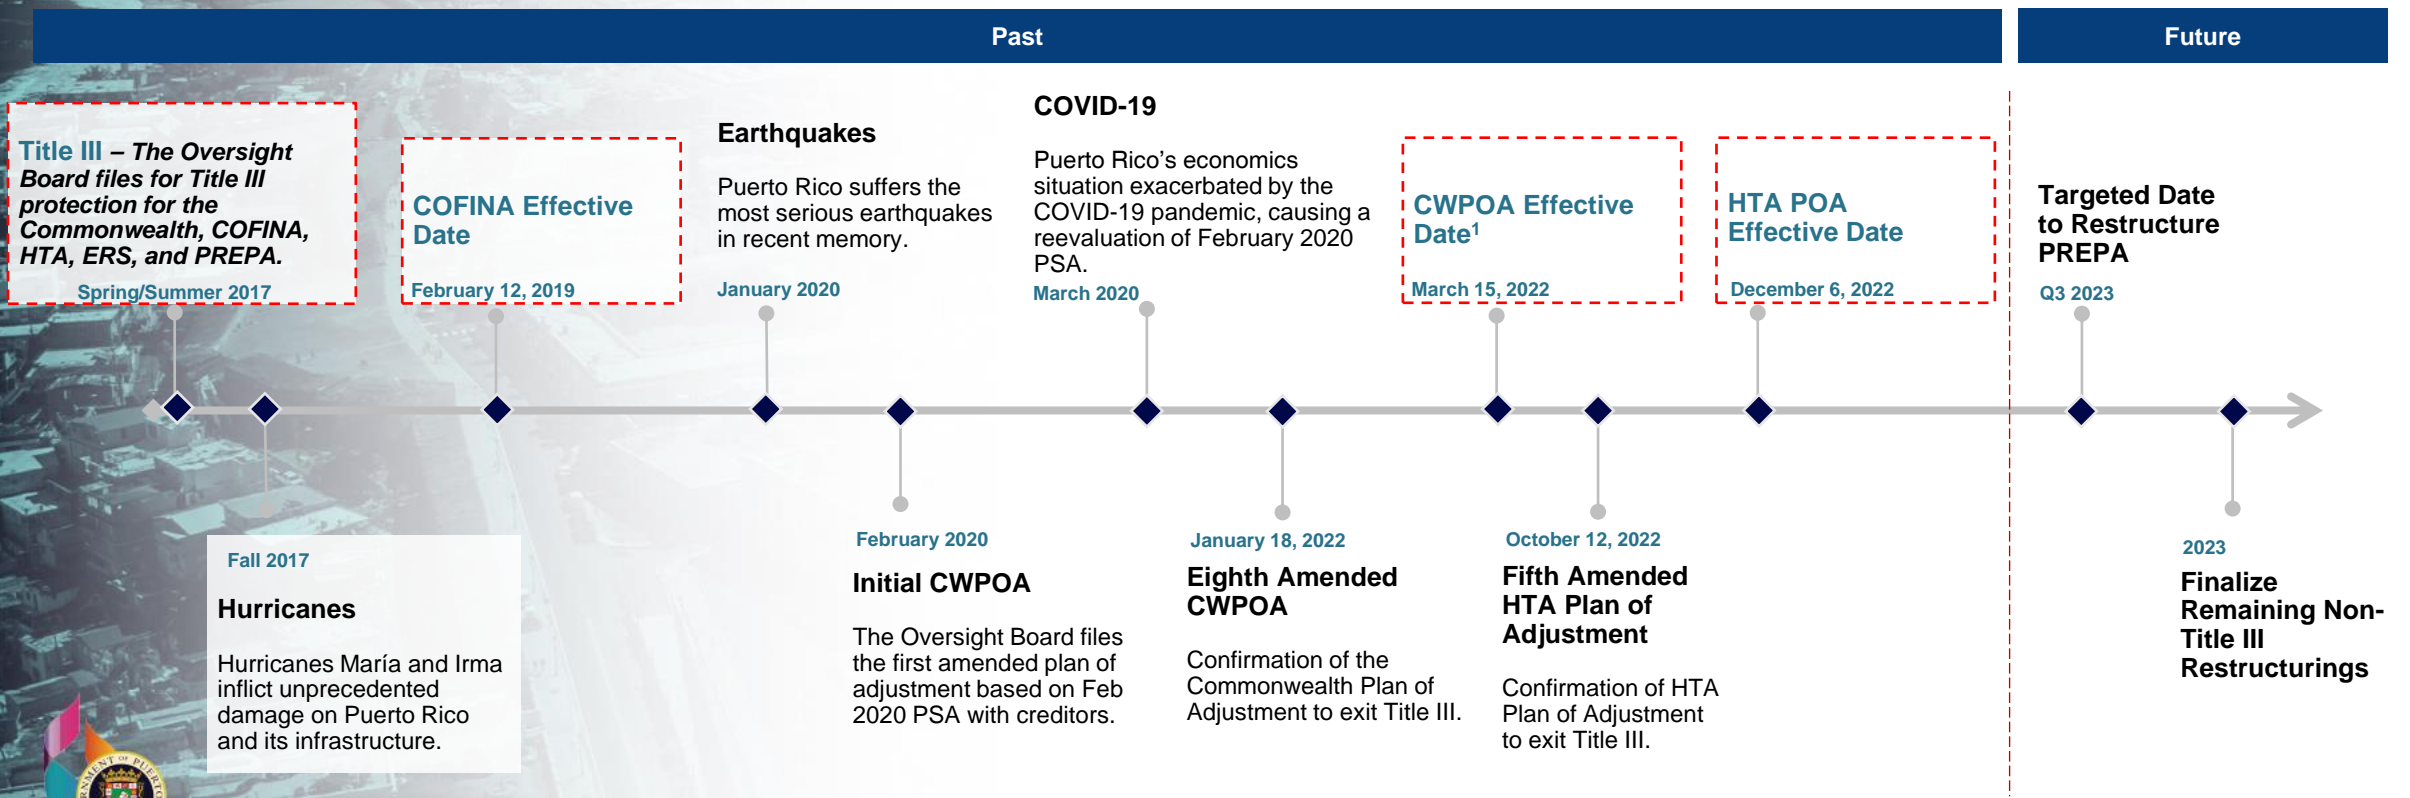 Past
Future
Title III – The Oversight
Board files for Title III
protection for the
Commonwealth, COFINA,
HTA, ERS, and PREPA.
Spring/Summer 2017
COFINA Effective
Date
February 12, 2019
Earthquakes
Puerto Rico suffers the
most serious earthquakes
in recent memory.
January 2020
COVID-19
Puerto Rico’s economics
situation exacerbated by the
COVID-19 pandemic, causing a
reevaluation of February 2020
PSA.
March 2020
CWPOA Effective
Date¹
March 15, 2022
HTA POA
Effective Date
December 6, 2022
Targeted Date
to Restructure
PREPA
Q3 2023
Fall 2017
Hurricanes
Hurricanes María and Irma
inflict unprecedented
damage on Puerto Rico
and its infrastructure.
February 2020
Initial CWPOA
The Oversight Board files
the first amended plan of
adjustment based on Feb
2020 PSA with creditors.
January 18, 2022
Eighth Amended
CWPOA
Confirmation of the
Commonwealth Plan of
Adjustment to exit Title III.
October 12, 2022
Fifth Amended
HTA Plan of
Adjustment
Confirmation of HTA
Plan of Adjustment
to exit Title III.
2023
Finalize
Remaining Non-
Title III
Restructurings